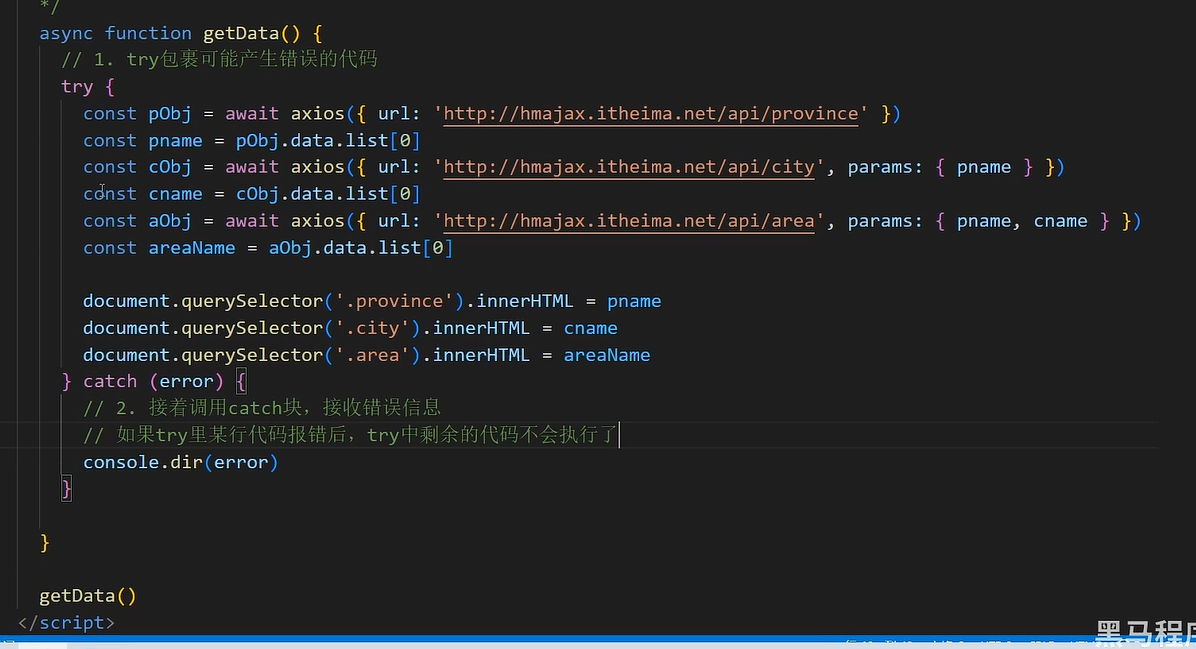 */
async function getData() {
// 1. try包裹可能产生错误的代码
try {
const pObj = await axios({ url: 'http://hmajax.itheima.net/api/province' })
const pname = pObj.data.list[0]
const cObj = await axios({ url: 'http://hmajax.itheima.net/api/city', params: { pname } })
const cname = cObj.data.list[0]
const aObj = await axios({ url: 'http://hmajax.itheima.net/api/area', params: { pname, cname } })
const areaName = aObj.data.list[0]
document.querySelector('.province').innerHTML = pname
document.querySelector('.city').innerHTML = cname
document.querySelector('.area').innerHTML = areaName
} catch (error) {
// 2. 接着调用catch块，接收错误信息
// 如果try里某行代码报错后，try中剩余的代码不会执行了
console.dir(error)
}
}
getData()
</script>
黑马程序